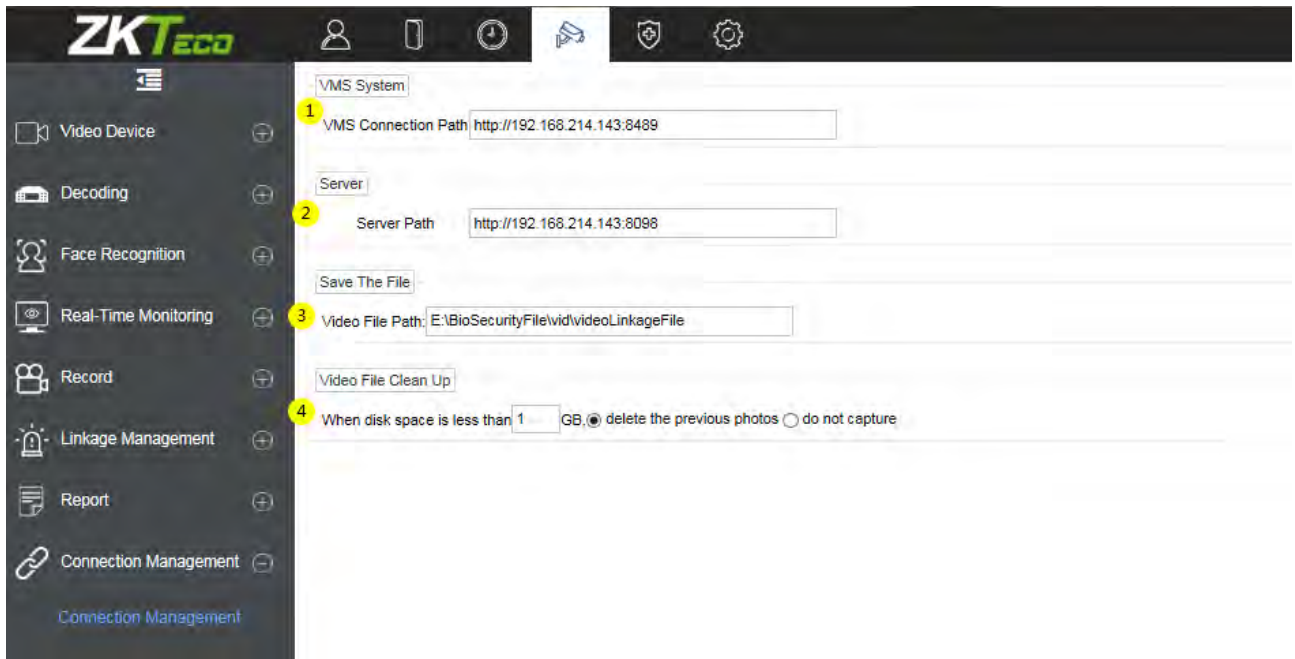 ZKTECO
VMS System
1
VMS Connection Path http://192.168.214.143:8489
Video Device
Server
Decoding
2
Server Path http://192.168.214.143:8098
Face Recognition
Save The File
Real-Time Monitoring
3
Video File Path: E:\BioSecurityFile\vid\videoLinkageFile
Record
Video File Clean Up
4
When disk space is less than 1 GB, delete the previous photos do not capture
Linkage Management
Report
Connection Management
Connection Management